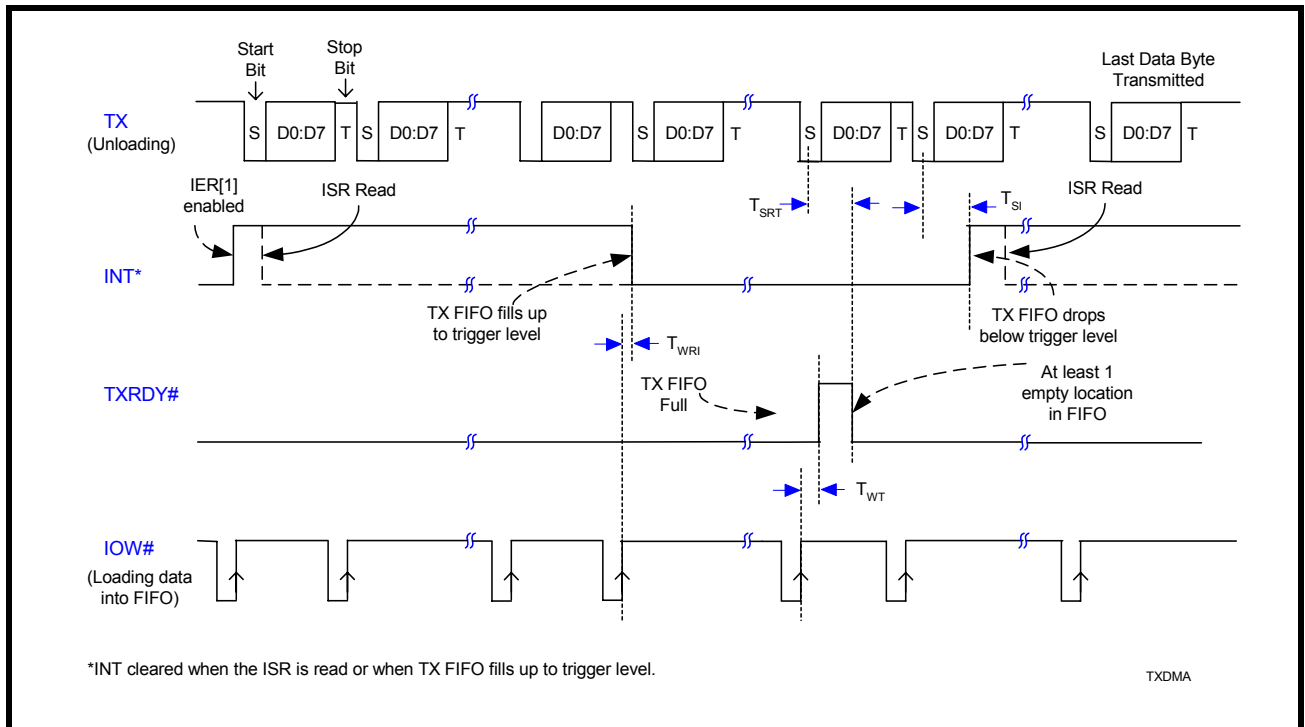 Start
Bit
Stop
Bit
Last Data Byte
Transmitted
TX
(Unloading)
S D0:D7 T S D0:D7 T D0:D7 S D0:D7 T S D0:D7 T S D0:D7 T S D0:D7 T
IER[1]
enabled
ISR Read
TSRT
TSI
ISR Read
INT*
TX FIFO fills up
to trigger level
TX FIFO drops
below trigger level
TWRI
TXRDY#
TX FIFO
Full
At least 1
empty location
in FIFO
TWT
IOW#
(Loading data
into FIFO)
*INT cleared when the ISR is read or when TX FIFO fills up to trigger level.
TXDMA